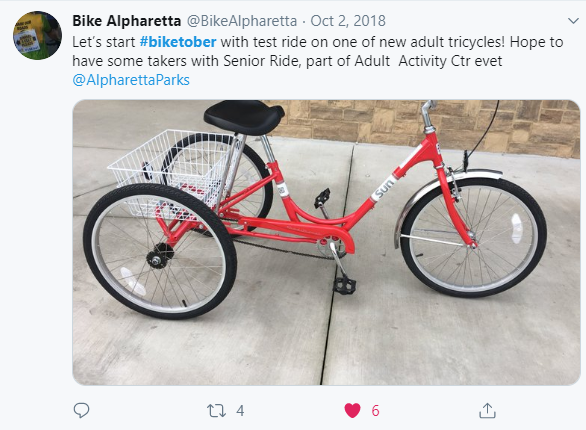 Bike Alpharetta @BikeAlpharetta · Oct 2, 2018
Let's start #biketober with test ride on one of new adult tricycles! Hope to
have some takers with Senior Ride, part of Adult Activity Ctr evet
@AlpharettaParks
sun
4
6